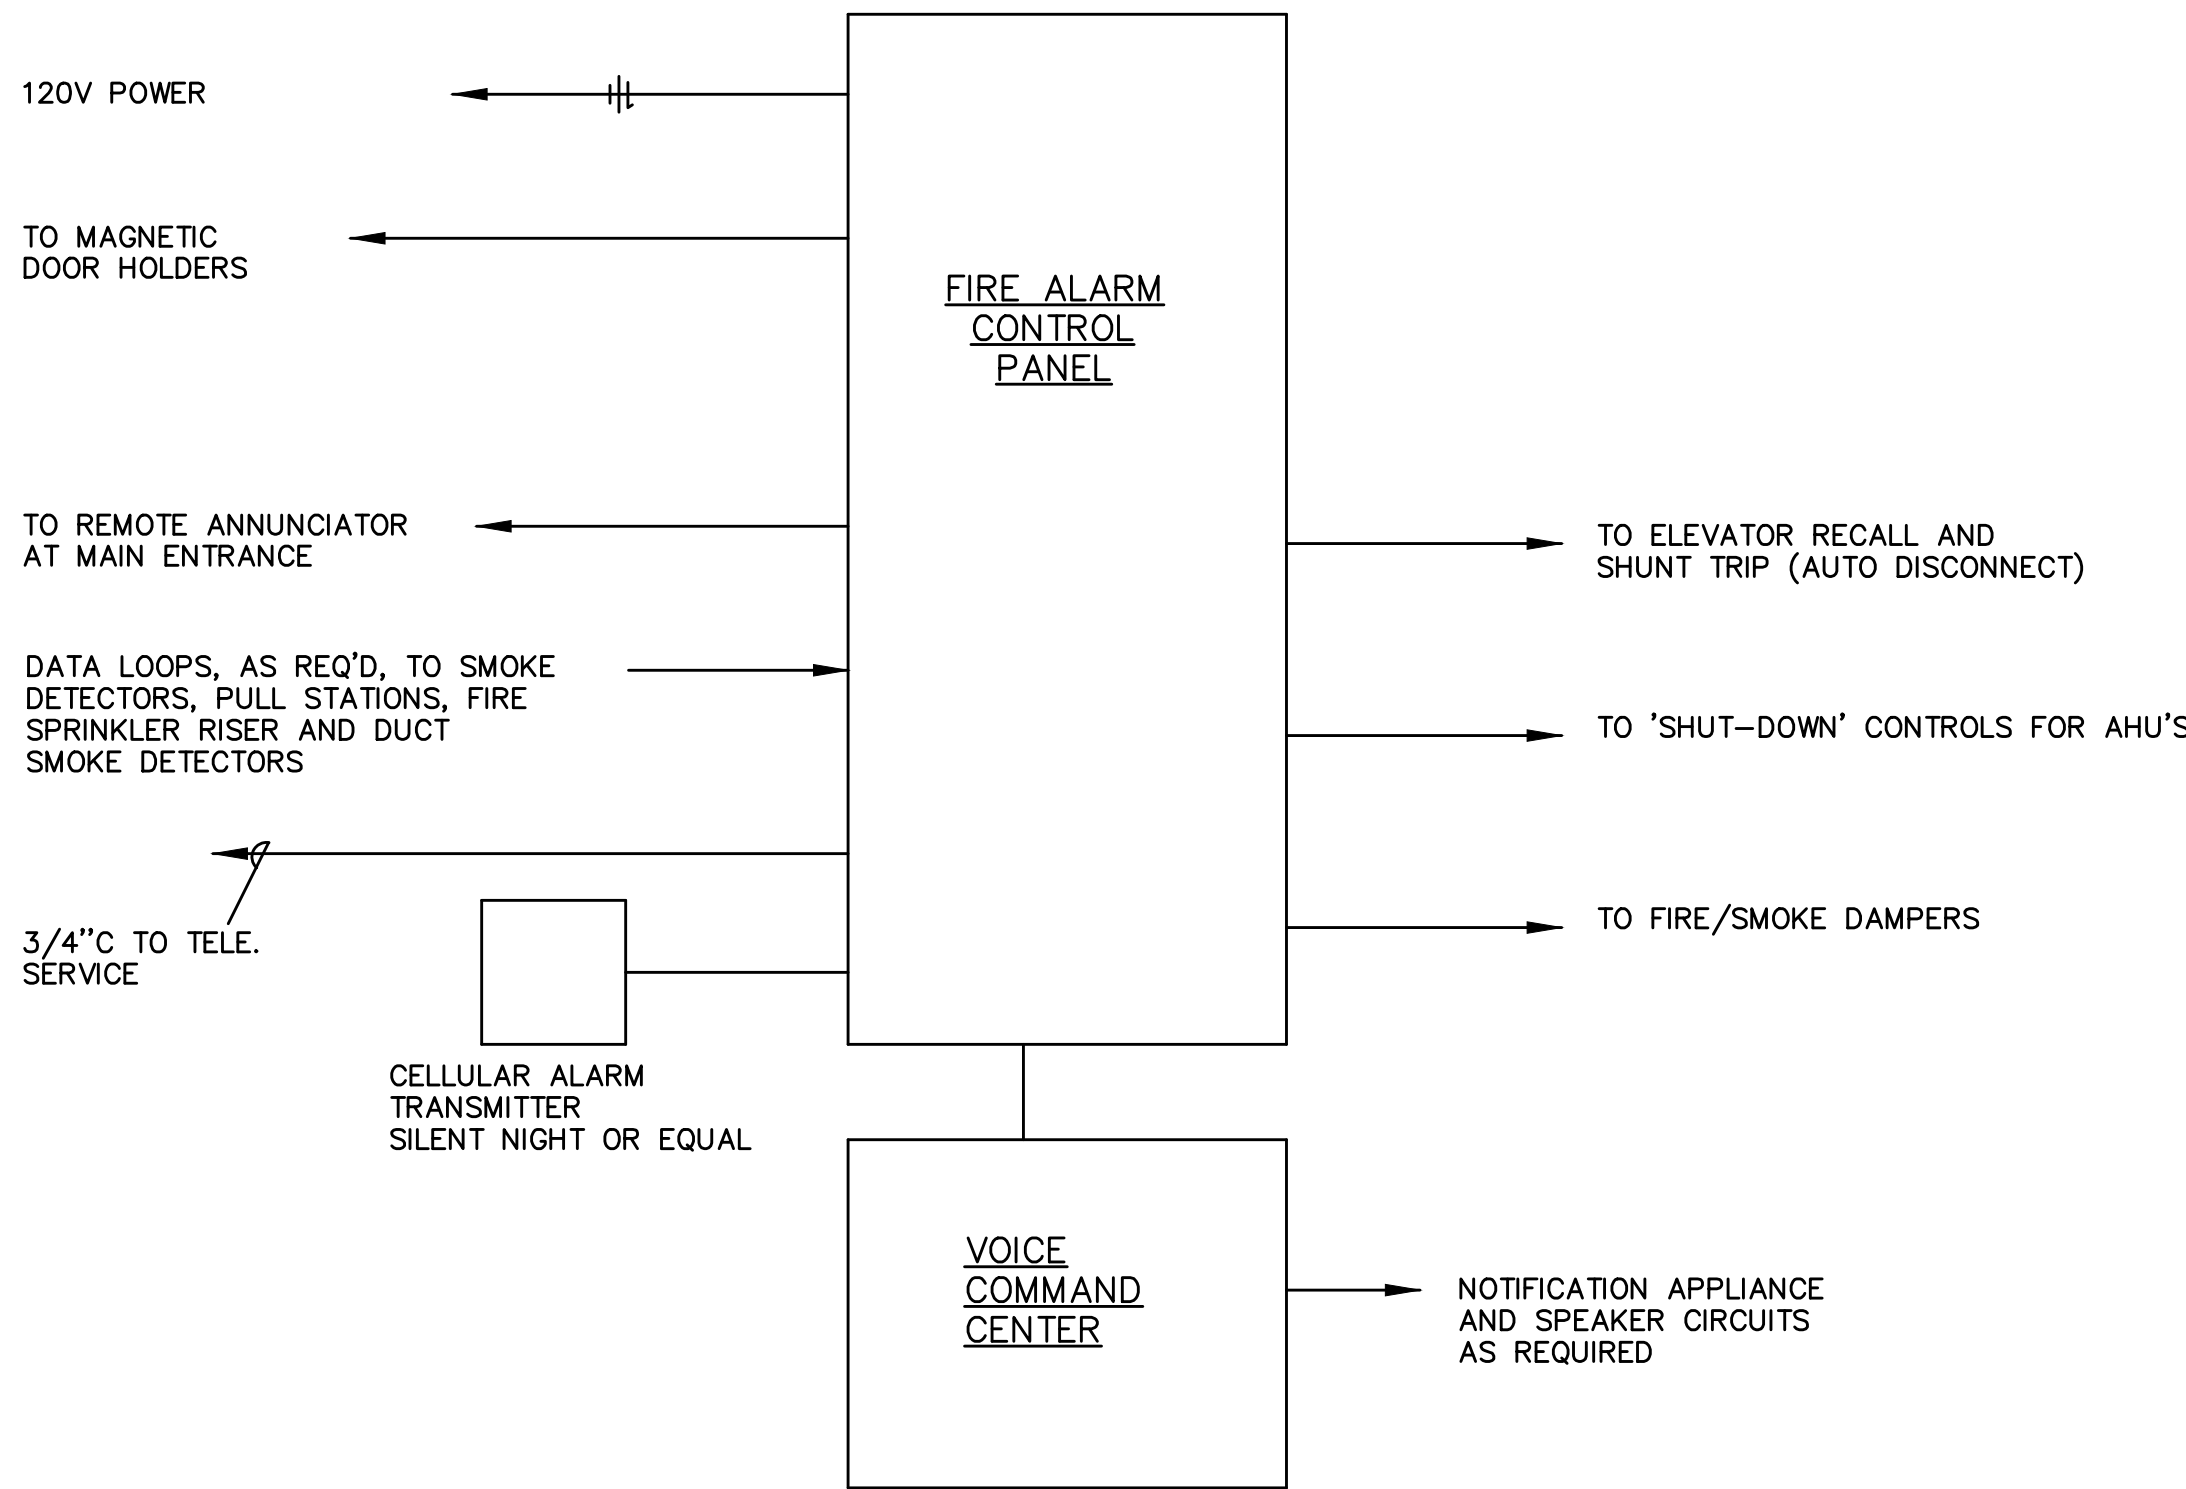 120V POWER
TO MAGNETIC
DOOR HOLDERS
FIRE ALARM
CONTROL
PANEL
TO REMOTE ANNUNCIATOR
AT MAIN ENTRANCE
TO ELEVATOR RECALL AND
SHUNT TRIP (AUTO DISCONNECT)
DATA LOOPS, AS REQ'D, TO SMOKE
DETECTORS, PULL STATIONS, FIRE
SPRINKLER RISER AND DUCT
SMOKE DETECTORS
TO 'SHUT-DOWN' CONTROLS FOR AHU'S
TO FIRE/SMOKE DAMPERS
3/4"C TO TELE.
SERVICE
CELLULAR ALARM
TRANSMITTER
SILENT NIGHT OR EQUAL
VOICE
COMMAND
CENTER
NOTIFICATION APPLIANCE
AND SPEAKER CIRCUITS
AS REQUIRED